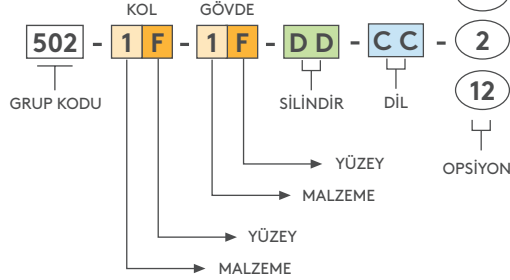 KOL GÖVDE
502 - 1 F - 1 F - D D - C C - 2
12
GRUP KODU SİLİNDİR DİL
OPSİYON
YÜZEY
MALZEME
YÜZEY
MALZEME